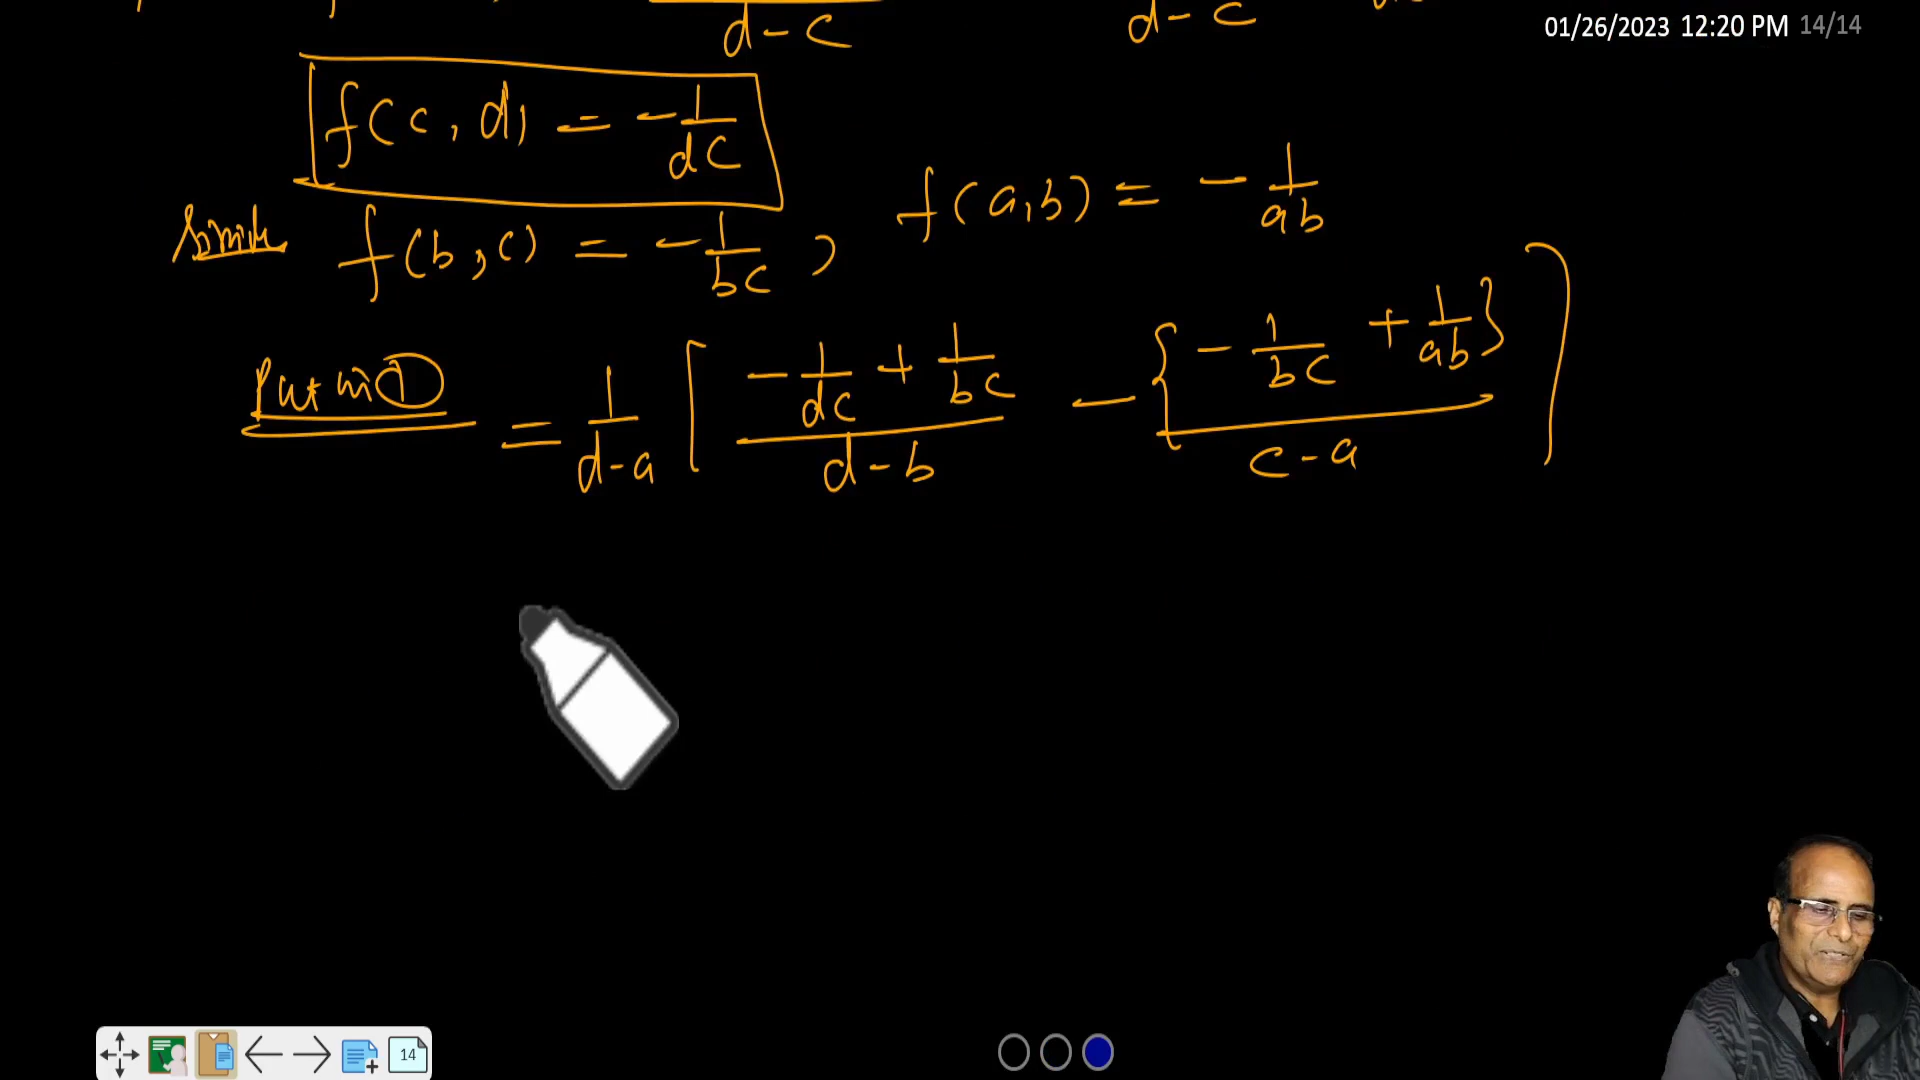 d-c d-c
01/26/2023 12:20 PM 14/14
f(c,d) = -1/dc
f(b,c) = -1/bc , f(a,b) = -1/ab
Put in ① = 1/d-a [ -1/dc + 1/bc / d-b - { -1/bc + 1/ab } / c-a ]
14